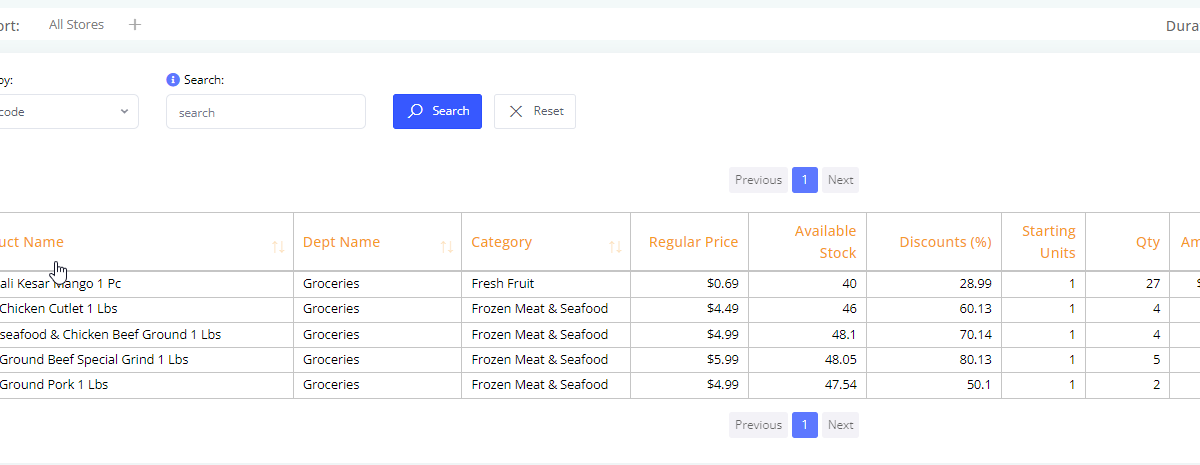 ort: All Stores + Dura
by: Search:
code search Search Reset
Previous 1 Next
uct Name Dept Name Category Regular Price Available Stock Discounts (%) Starting Units Qty Am
ali Kesar Mango 1 Pc Groceries Fresh Fruit $0.69 40 28.99 1 27 $
Chicken Cutlet 1 Lbs Groceries Frozen Meat & Seafood $4.49 46 60.13 1 4
seafood & Chicken Beef Ground 1 Lbs Groceries Frozen Meat & Seafood $4.99 48.1 70.14 1 4
Ground Beef Special Grind 1 Lbs Groceries Frozen Meat & Seafood $5.99 48.05 80.13 1 5
Ground Pork 1 Lbs Groceries Frozen Meat & Seafood $4.99 47.54 50.1 1 2
Previous 1 Next